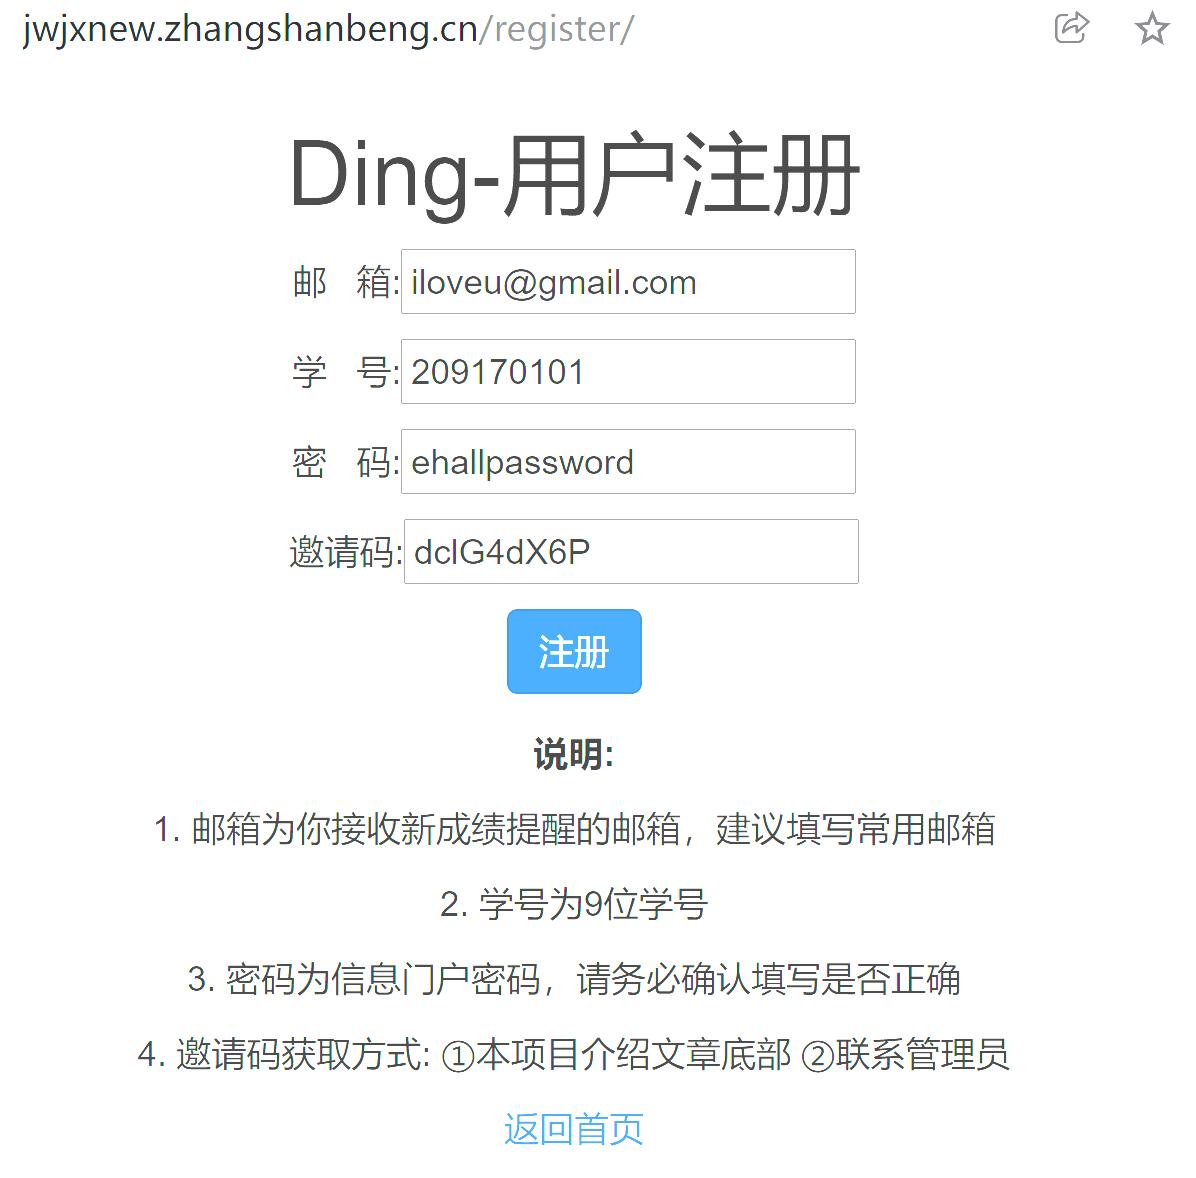 jwjxnew.zhangshanbeng.cn/register/
Ding-用户注册
邮 箱: iloveu@gmail.com
学 号: 209170101
密 码: ehallpassword
邀请码: dclG4dX6P
注册
说明:
1. 邮箱为你接收新成绩提醒的邮箱，建议填写常用邮箱
2. 学号为9位学号
3. 密码为信息门户密码，请务必确认填写是否正确
4. 邀请码获取方式: ①本项目介绍文章底部 ②联系管理员
返回首页